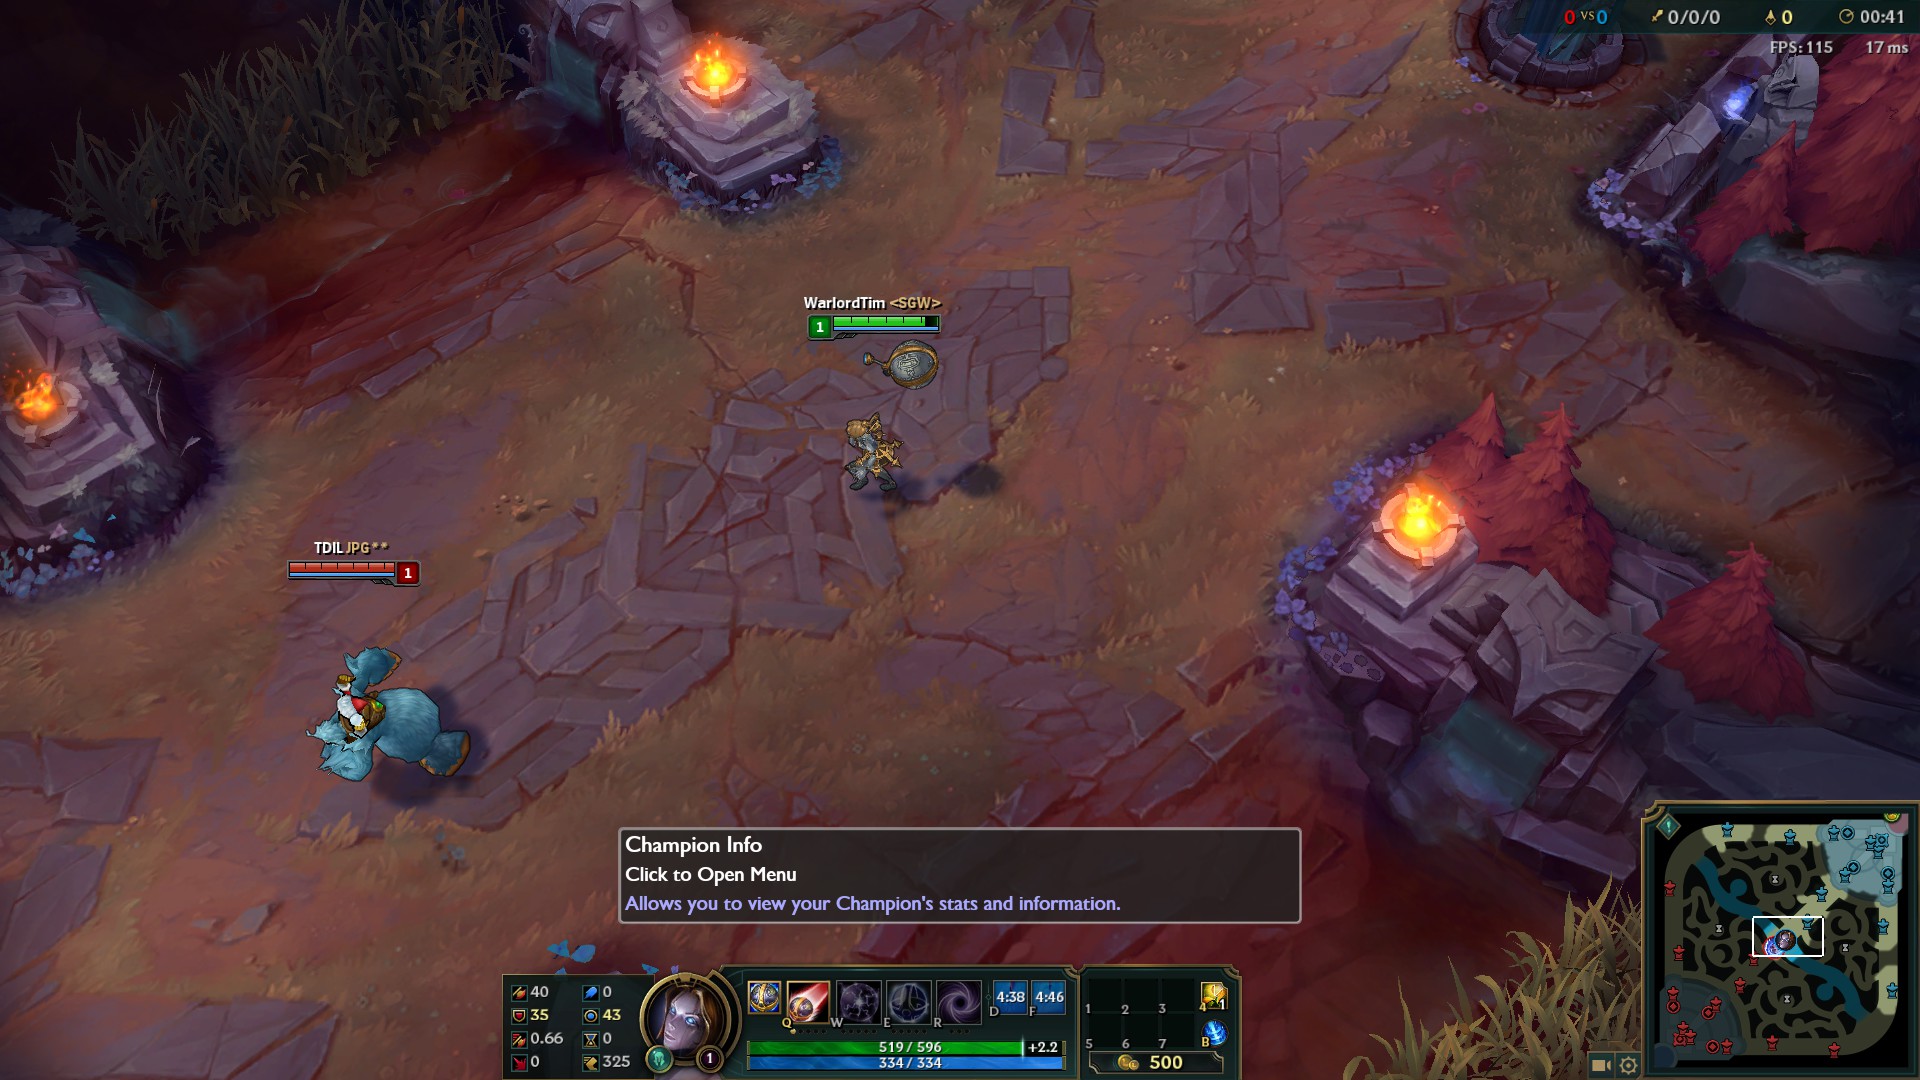 0 VS 0 0/0/0 0 00:41
FPS: 115 17 ms
WarlordTim <SGW>
1
TDIL JPG**
1
Champion Info
Click to Open Menu
Allows you to view your Champion's stats and information.
40 0
35 43
0.66 0
0 325
1
Q W E R
4:38 D 4:46 F
519 / 596 +2.2
334 / 334
1 2 3 4 1
5 6 7 B
500